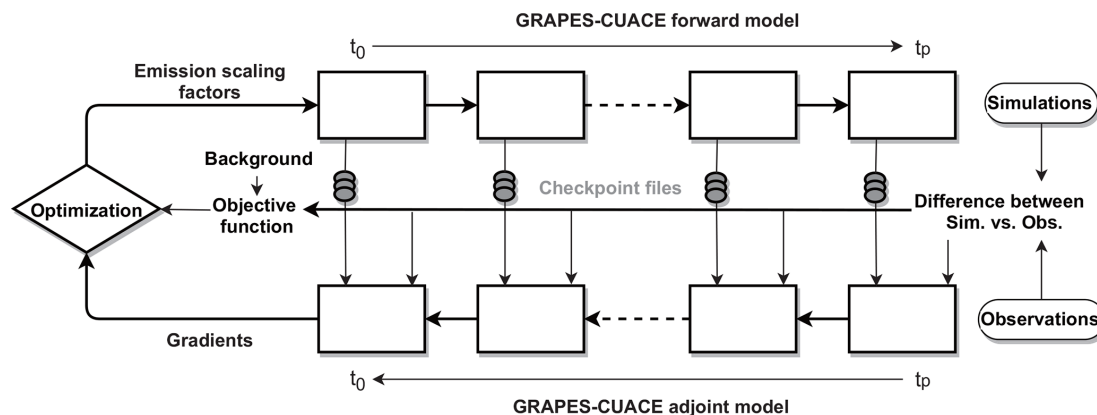 GRAPES-CUACE forward model
t0
tp
Emission scaling
factors
Simulations
Background
Checkpoint files
Optimization
Objective
function
Difference between
Sim. vs. Obs.
Observations
Gradients
t0
tp
GRAPES-CUACE adjoint model